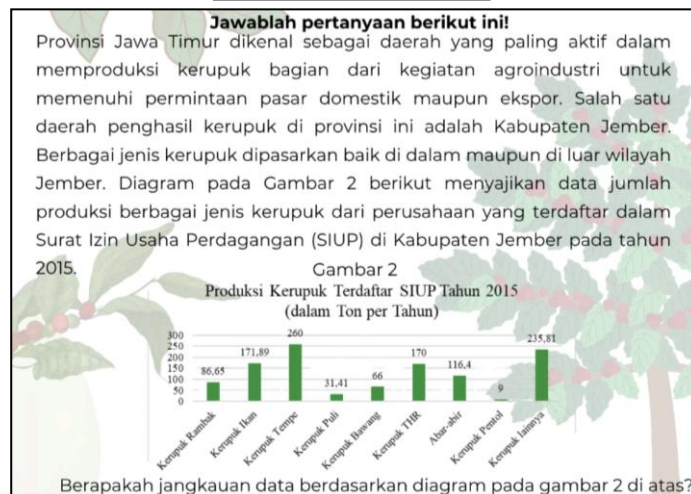 Jawablah pertanyaan berikut ini!
Provinsi Jawa Timur dikenal sebagai daerah yang paling aktif dalam
memproduksi kerupuk bagian dari kegiatan agroindustri untuk
memenuhi permintaan pasar domestik maupun ekspor. Salah satu
daerah penghasil kerupuk di provinsi ini adalah Kabupaten Jember.
Berbagai jenis kerupuk dipasarkan baik di dalam maupun di luar wilayah
Jember. Diagram pada Gambar 2 berikut menyajikan data jumlah
produksi berbagai jenis kerupuk dari perusahaan yang terdaftar dalam
Surat Izin Usaha Perdagangan (SIUP) di Kabupaten Jember pada tahun
2015.
Gambar 2
Produksi Kerupuk Terdaftar SIUP Tahun 2015
(dalam Ton per Tahun)
300
250
200
150
100
50
0
86,65
171,89
260
31,41
66
170
116,4
9
235,81
Kerupuk Rambak
Kerupuk Ikan
Kerupuk Tempe
Kerupuk Puli
Kerupuk Bawang
Kerupuk THR
Abar-abir
Kerupuk Pentol
Kerupuk lainnya
Berapakah jangkauan data berdasarkan diagram pada gambar 2 di atas?